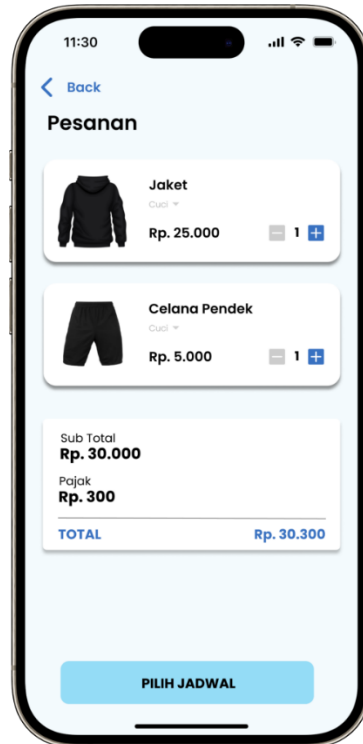 11:30
Back
Pesanan
Jaket
Cuci
Rp. 25.000 1
Celana Pendek
Cuci
Rp. 5.000 1
Sub Total
Rp. 30.000
Pajak
Rp. 300
TOTAL Rp. 30.300
PILIH JADWAL